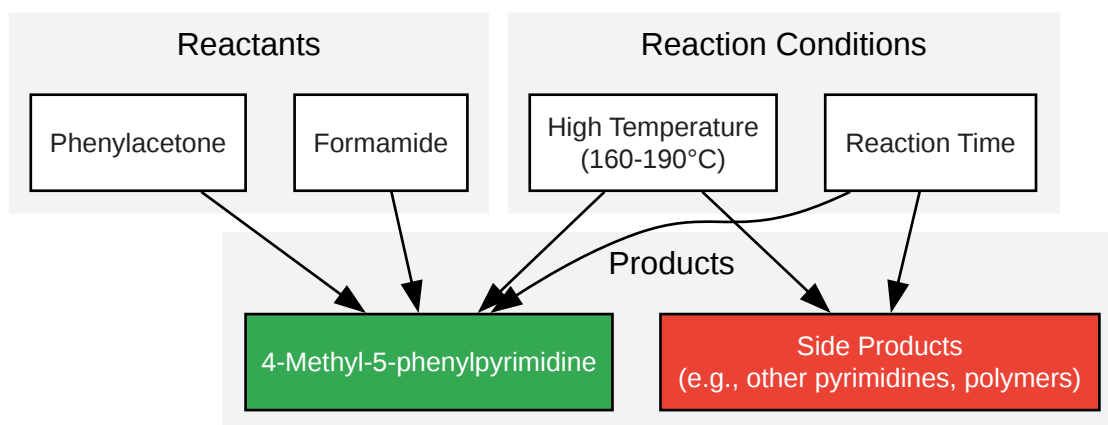 Reactants
Reaction Conditions
Phenylacetone
Formamide
High Temperature
(160-190°C)
Reaction Time
Products
4-Methyl-5-phenylpyrimidine
Side Products
(e.g., other pyrimidines, polymers)